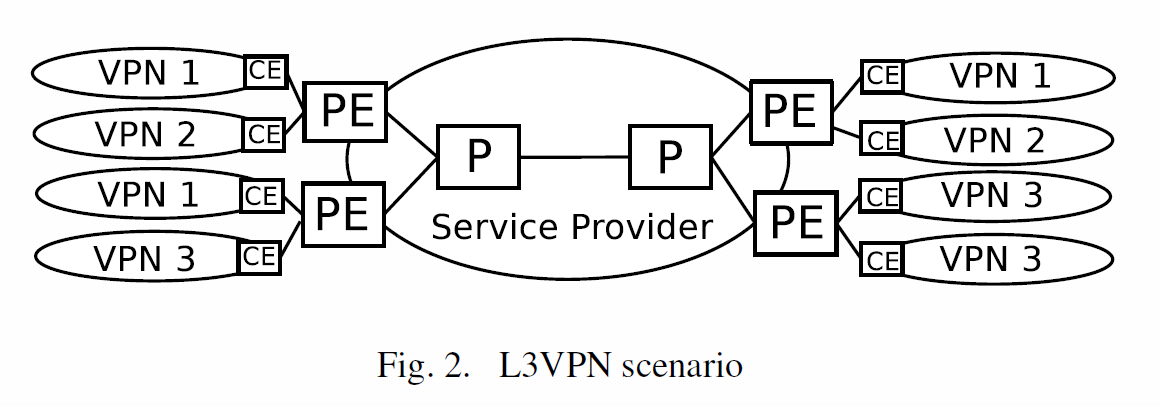 VPN 1 CE
VPN 2 CE
VPN 1 CE
VPN 3 CE
PE
PE
P
P
Service Provider
PE
PE
CE VPN 1
CE VPN 2
CE VPN 3
CE VPN 3
Fig. 2. L3VPN scenario